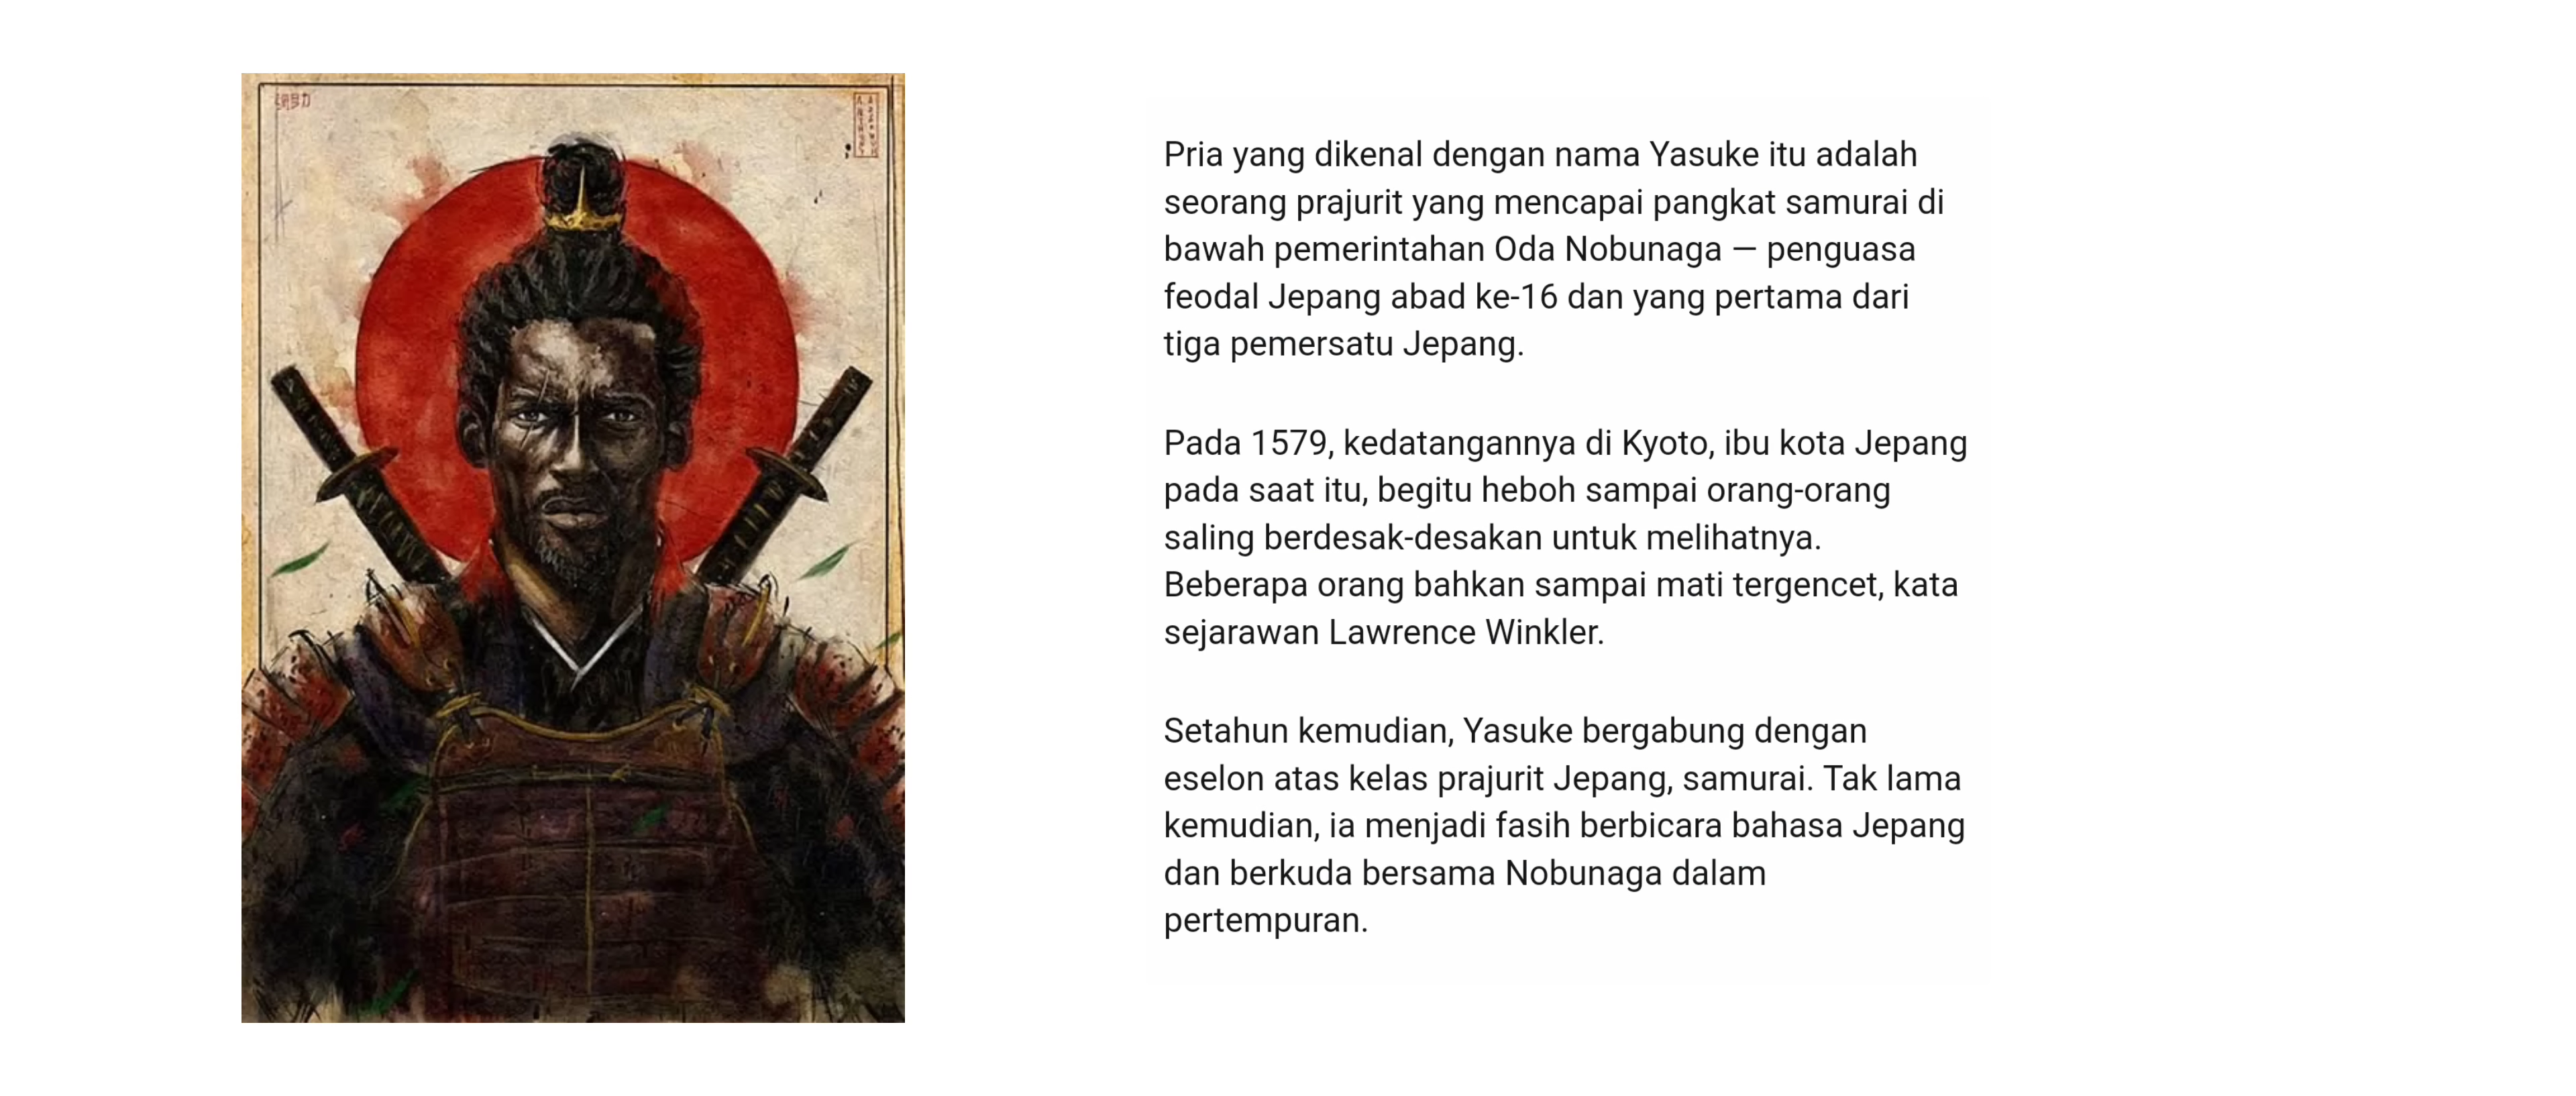 Pria yang dikenal dengan nama Yasuke itu adalah
seorang prajurit yang mencapai pangkat samurai di
bawah pemerintahan Oda Nobunaga — penguasa
feodal Jepang abad ke-16 dan yang pertama dari
tiga pemersatu Jepang.
Pada 1579, kedatangannya di Kyoto, ibu kota Jepang
pada saat itu, begitu heboh sampai orang-orang
saling berdesak-desakan untuk melihatnya.
Beberapa orang bahkan sampai mati tergencet, kata
sejarawan Lawrence Winkler.
Setahun kemudian, Yasuke bergabung dengan
eselon atas kelas prajurit Jepang, samurai. Tak lama
kemudian, ia menjadi fasih berbicara bahasa Jepang
dan berkuda bersama Nobunaga dalam
pertempuran.